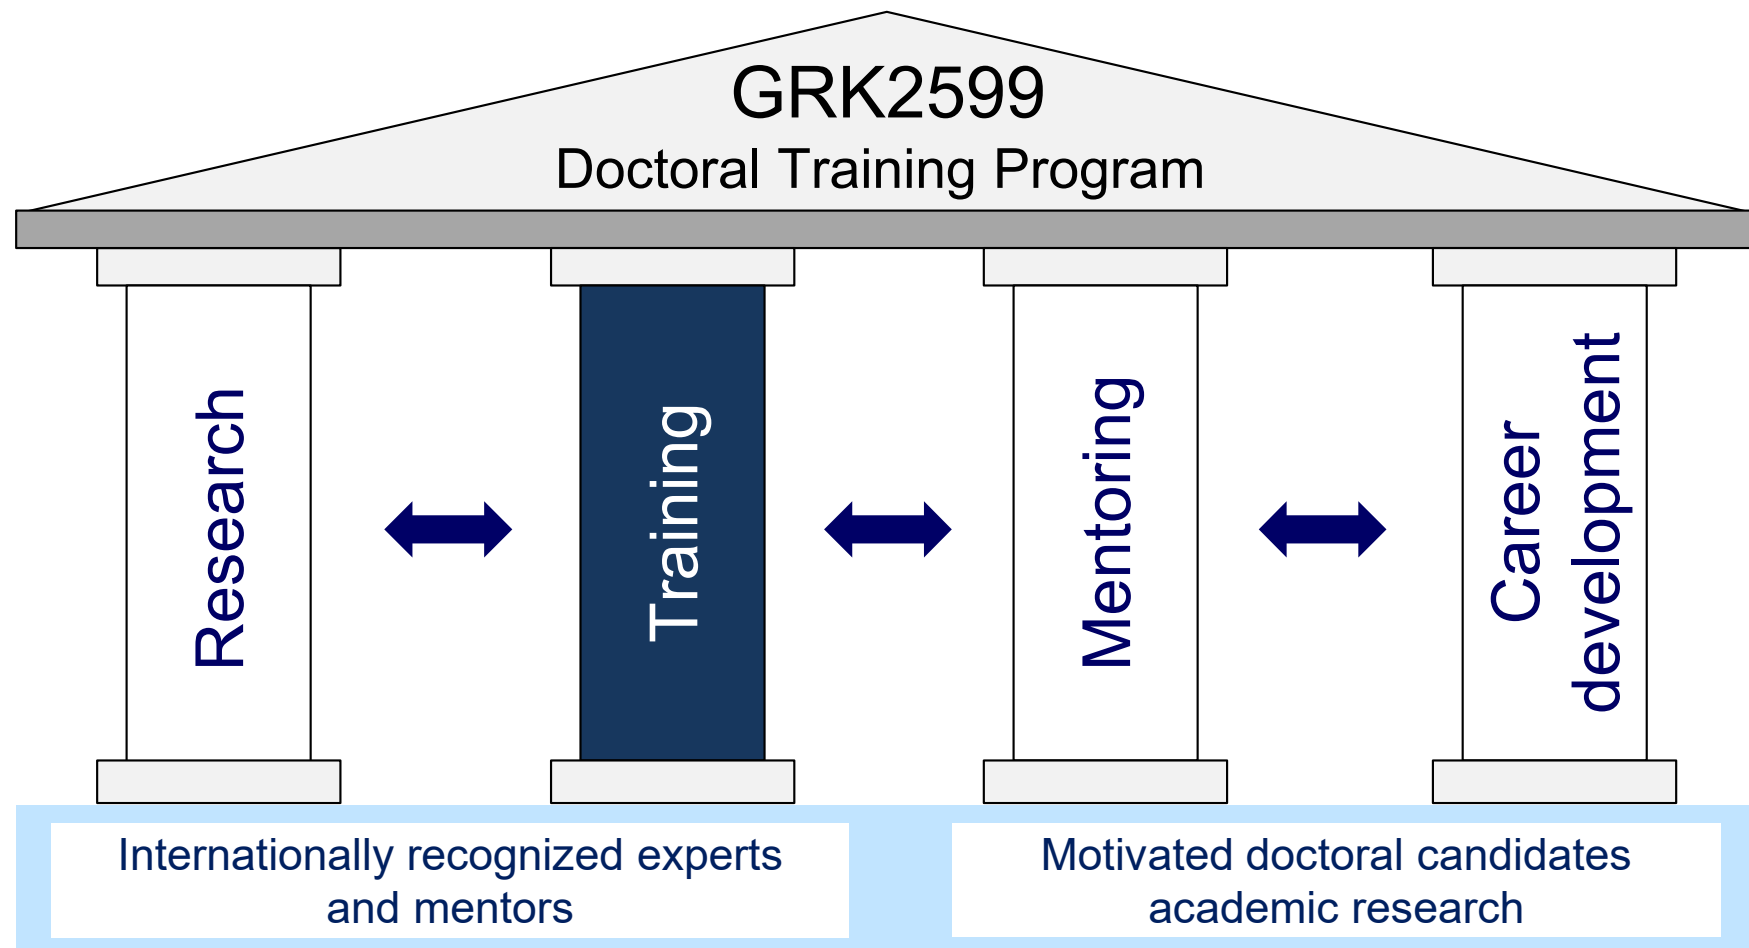 GRK2599
Doctoral Training Program
Research
Training
Mentoring
Career
development
Internationally recognized experts
and mentors
Motivated doctoral candidates
academic research